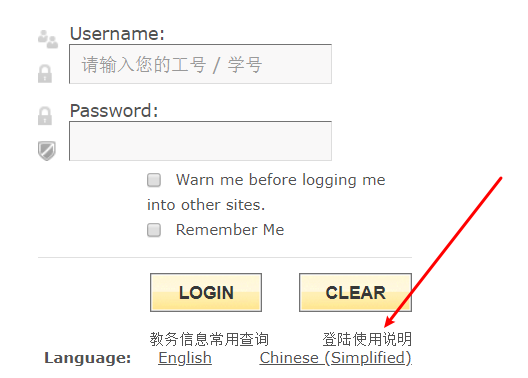 Username:
请输入您的工号 / 学号
Password:
Warn me before logging me
into other sites.
Remember Me
LOGIN CLEAR
教务信息常用查询 登陆使用说明
Language: English Chinese (Simplified)